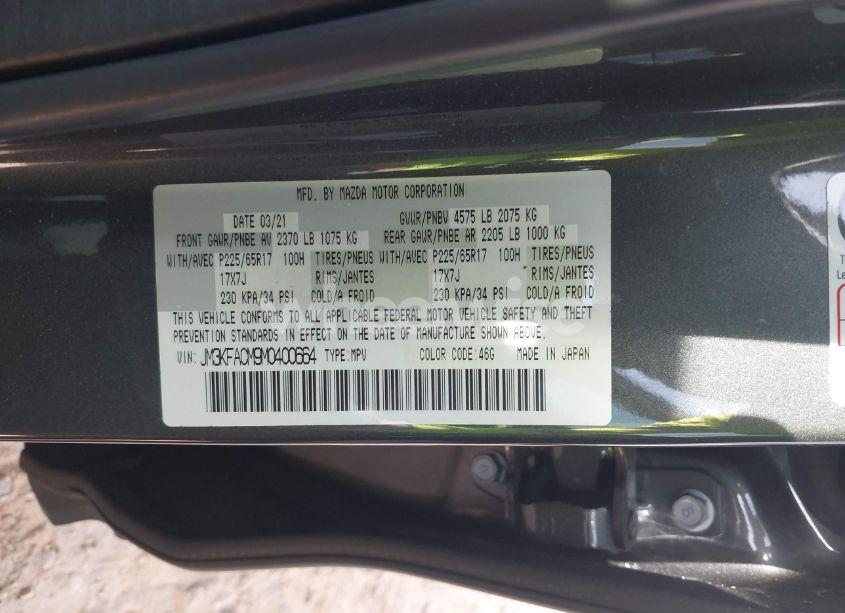 MFD. BY MAZDA MOTOR CORPORATION
DATE 03/21 GVWR/PNBV 4575 LB 2075 KG
FRONT GAWR/PNBE AV 2370 LB 1075 KG REAR GAWR/PNBE AR 2205 LB 1000 KG
WITH/AVEC P225/65R17 100H TIRES/PNEUS WITH/AVEC P225/65R17 100H TIRES/PNEUS
17X7J RIMS/JANTES 17X7J RIMS/JANTES
230 KPA/34 PSI COLD/A FROID 230 KPA/34 PSI COLD/A FROID
THIS VEHICLE CONFORMS TO ALL APPLICABLE FEDERAL MOTOR VEHICLE SAFETY AND THEFT
PREVENTION STANDARDS IN EFFECT ON THE DATE OF MANUFACTURE SHOWN ABOVE.
VIN: JM3KFACM9M0400664 TYPE: MPV COLOR CODE: 46G MADE IN JAPAN
8